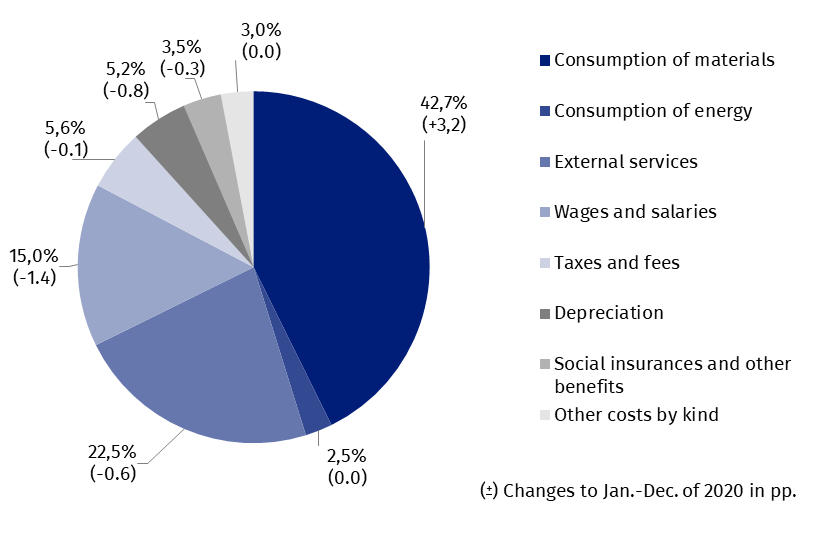 3,0%
(0.0)
3,5%
(-0.3)
5,2%
(-0.8)
5,6%
(-0.1)
15,0%
(-1.4)
22,5%
(-0.6)
2,5%
(0.0)
42,7%
(+3,2)
Consumption of materials
Consumption of energy
External services
Wages and salaries
Taxes and fees
Depreciation
Social insurances and other
benefits
Other costs by kind
(±) Changes to Jan.-Dec. of 2020 in pp.